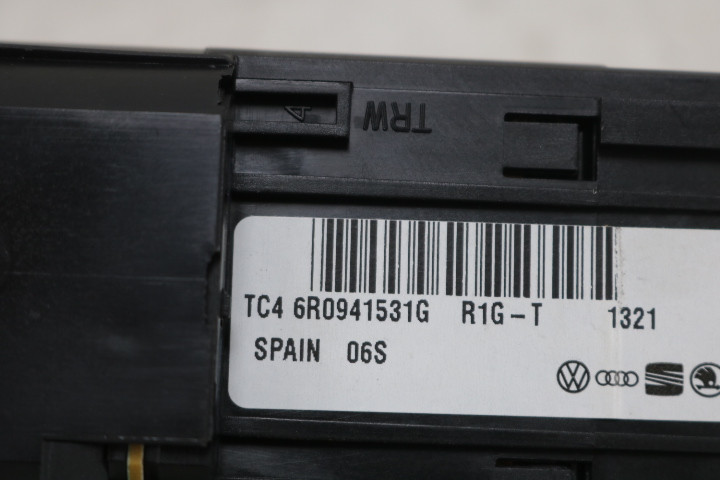 TRW
TC4 6R0941531G R1G-T 1321
SPAIN 06S